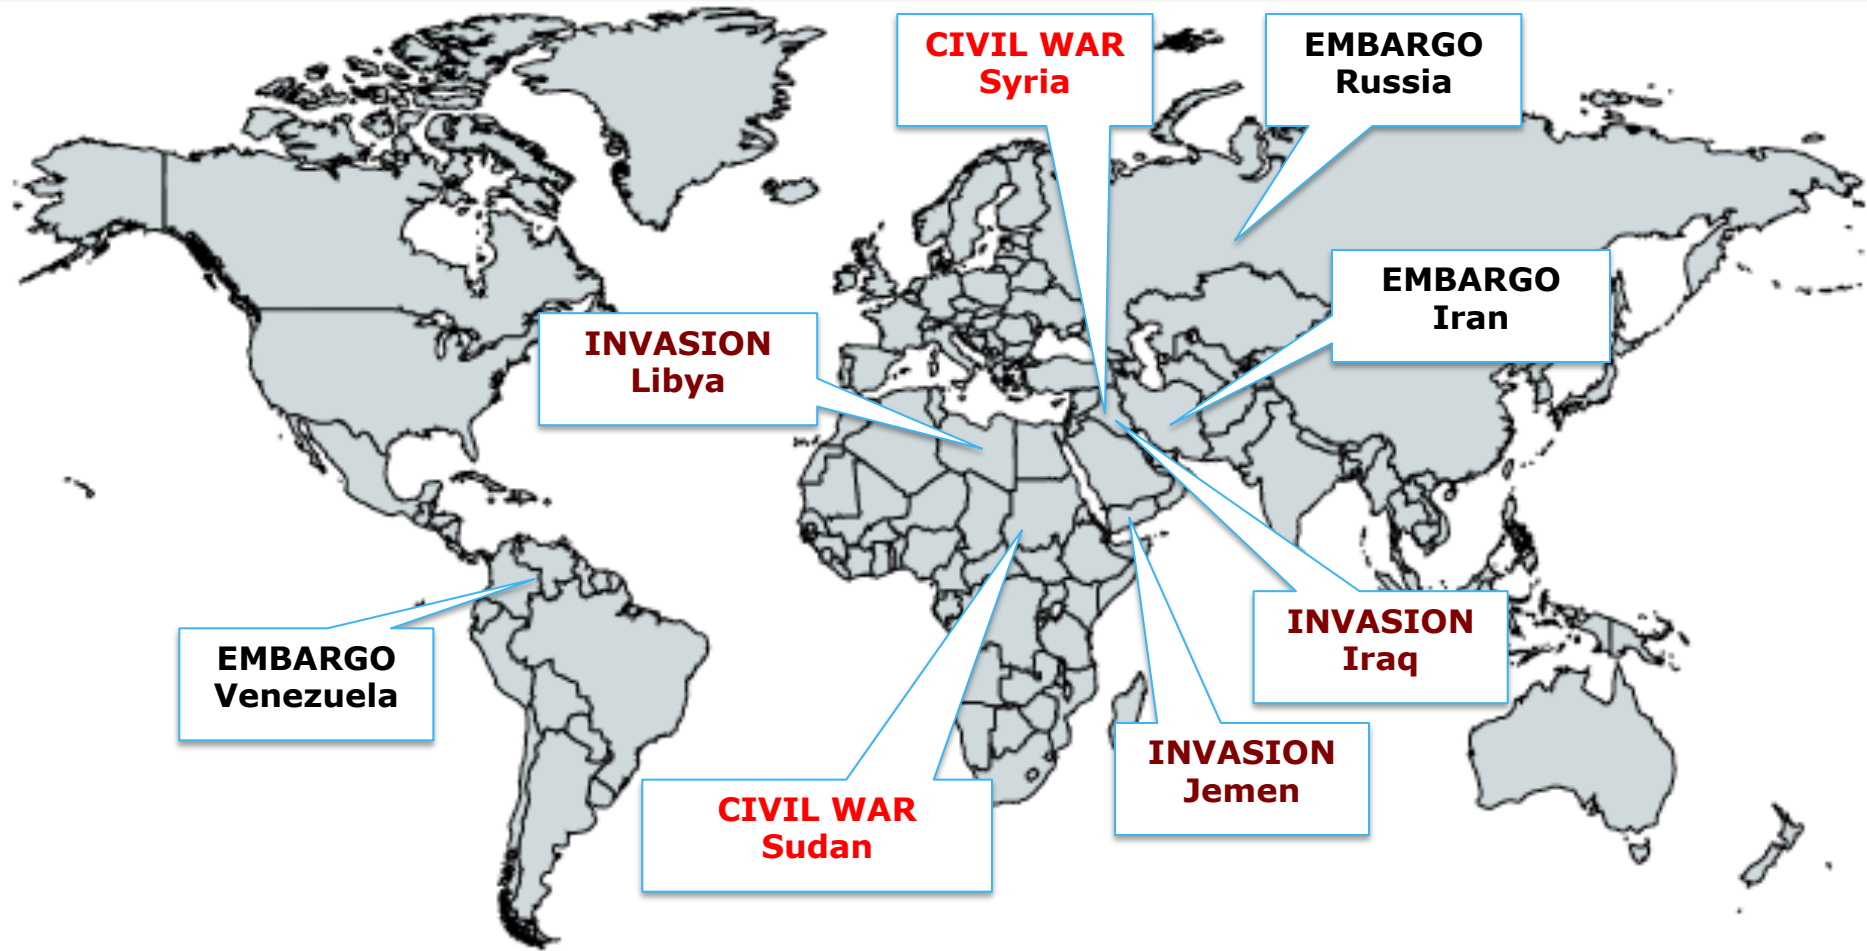 CIVIL WAR
Syria
EMBARGO
Russia
EMBARGO
Iran
INVASION
Libya
EMBARGO
Venezuela
INVASION
Iraq
INVASION
Jemen
CIVIL WAR
Sudan